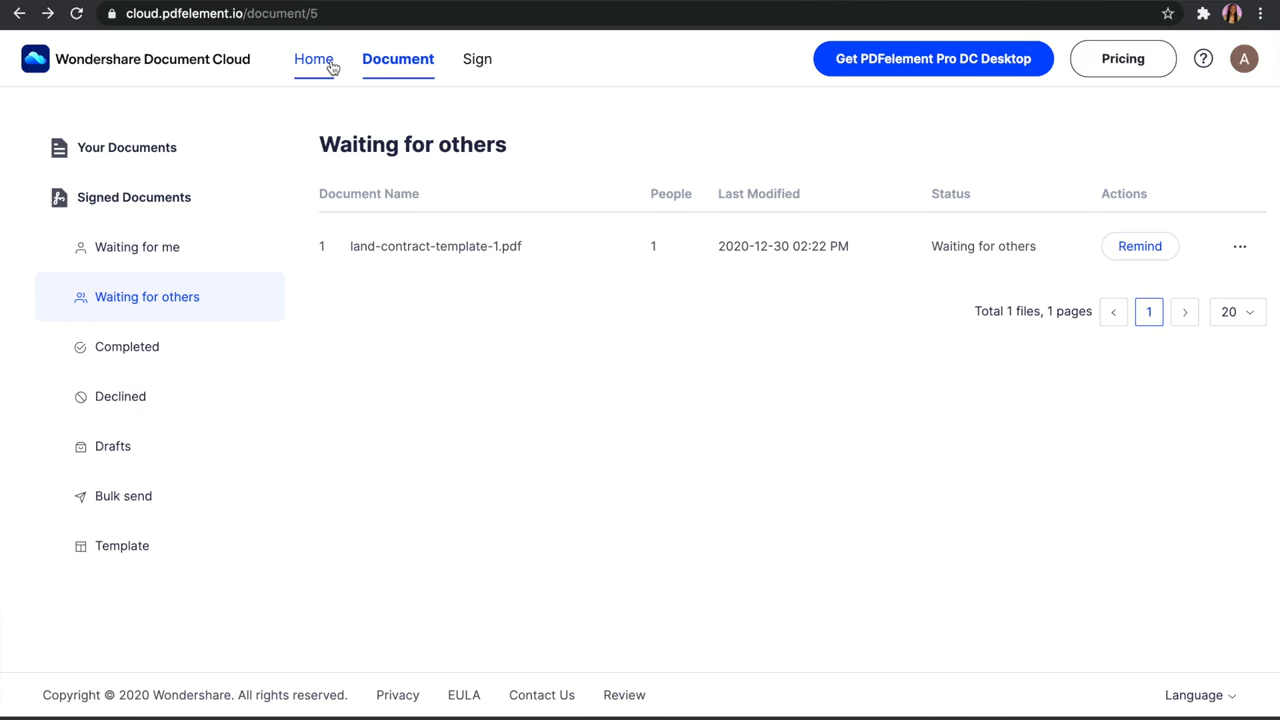 cloud.pdfelement.io/document/5
Wondershare Document Cloud Home Document Sign Get PDFelement Pro DC Desktop Pricing ? A
Your Documents
Signed Documents
Waiting for me
Waiting for others
Completed
Declined
Drafts
Bulk send
Template
Waiting for others
Document Name People Last Modified Status Actions
1 land-contract-template-1.pdf 1 2020-12-30 02:22 PM Waiting for others Remind ...
Total 1 files, 1 pages < 1 > 20
Copyright © 2020 Wondershare. All rights reserved. Privacy EULA Contact Us Review Language